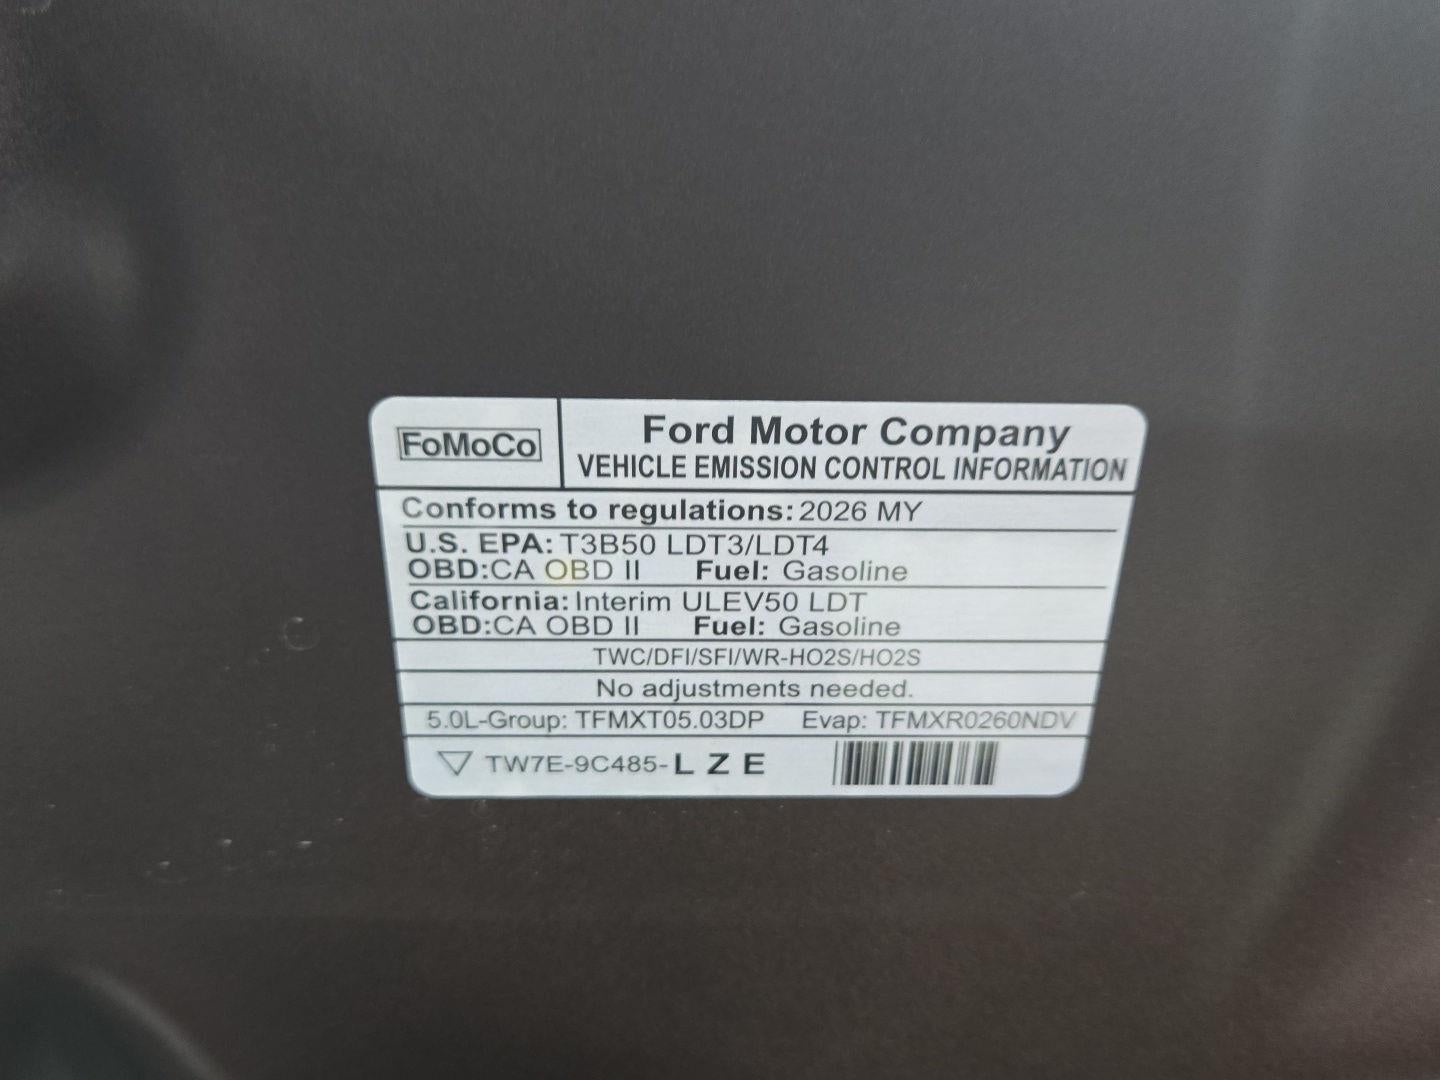 FoMoCo
Ford Motor Company
VEHICLE EMISSION CONTROL INFORMATION
Conforms to regulations: 2026 MY
U.S. EPA: T3B50 LDT3/LDT4
OBD:CA OBD II Fuel: Gasoline
California: Interim ULEV50 LDT
OBD:CA OBD II Fuel: Gasoline
TWC/DFI/SFI/WR-HO2S/HO2S
No adjustments needed.
5.0L-Group: TFMXT05.03DP Evap: TFMXR0260NDV
TW7E-9C485-L Z E